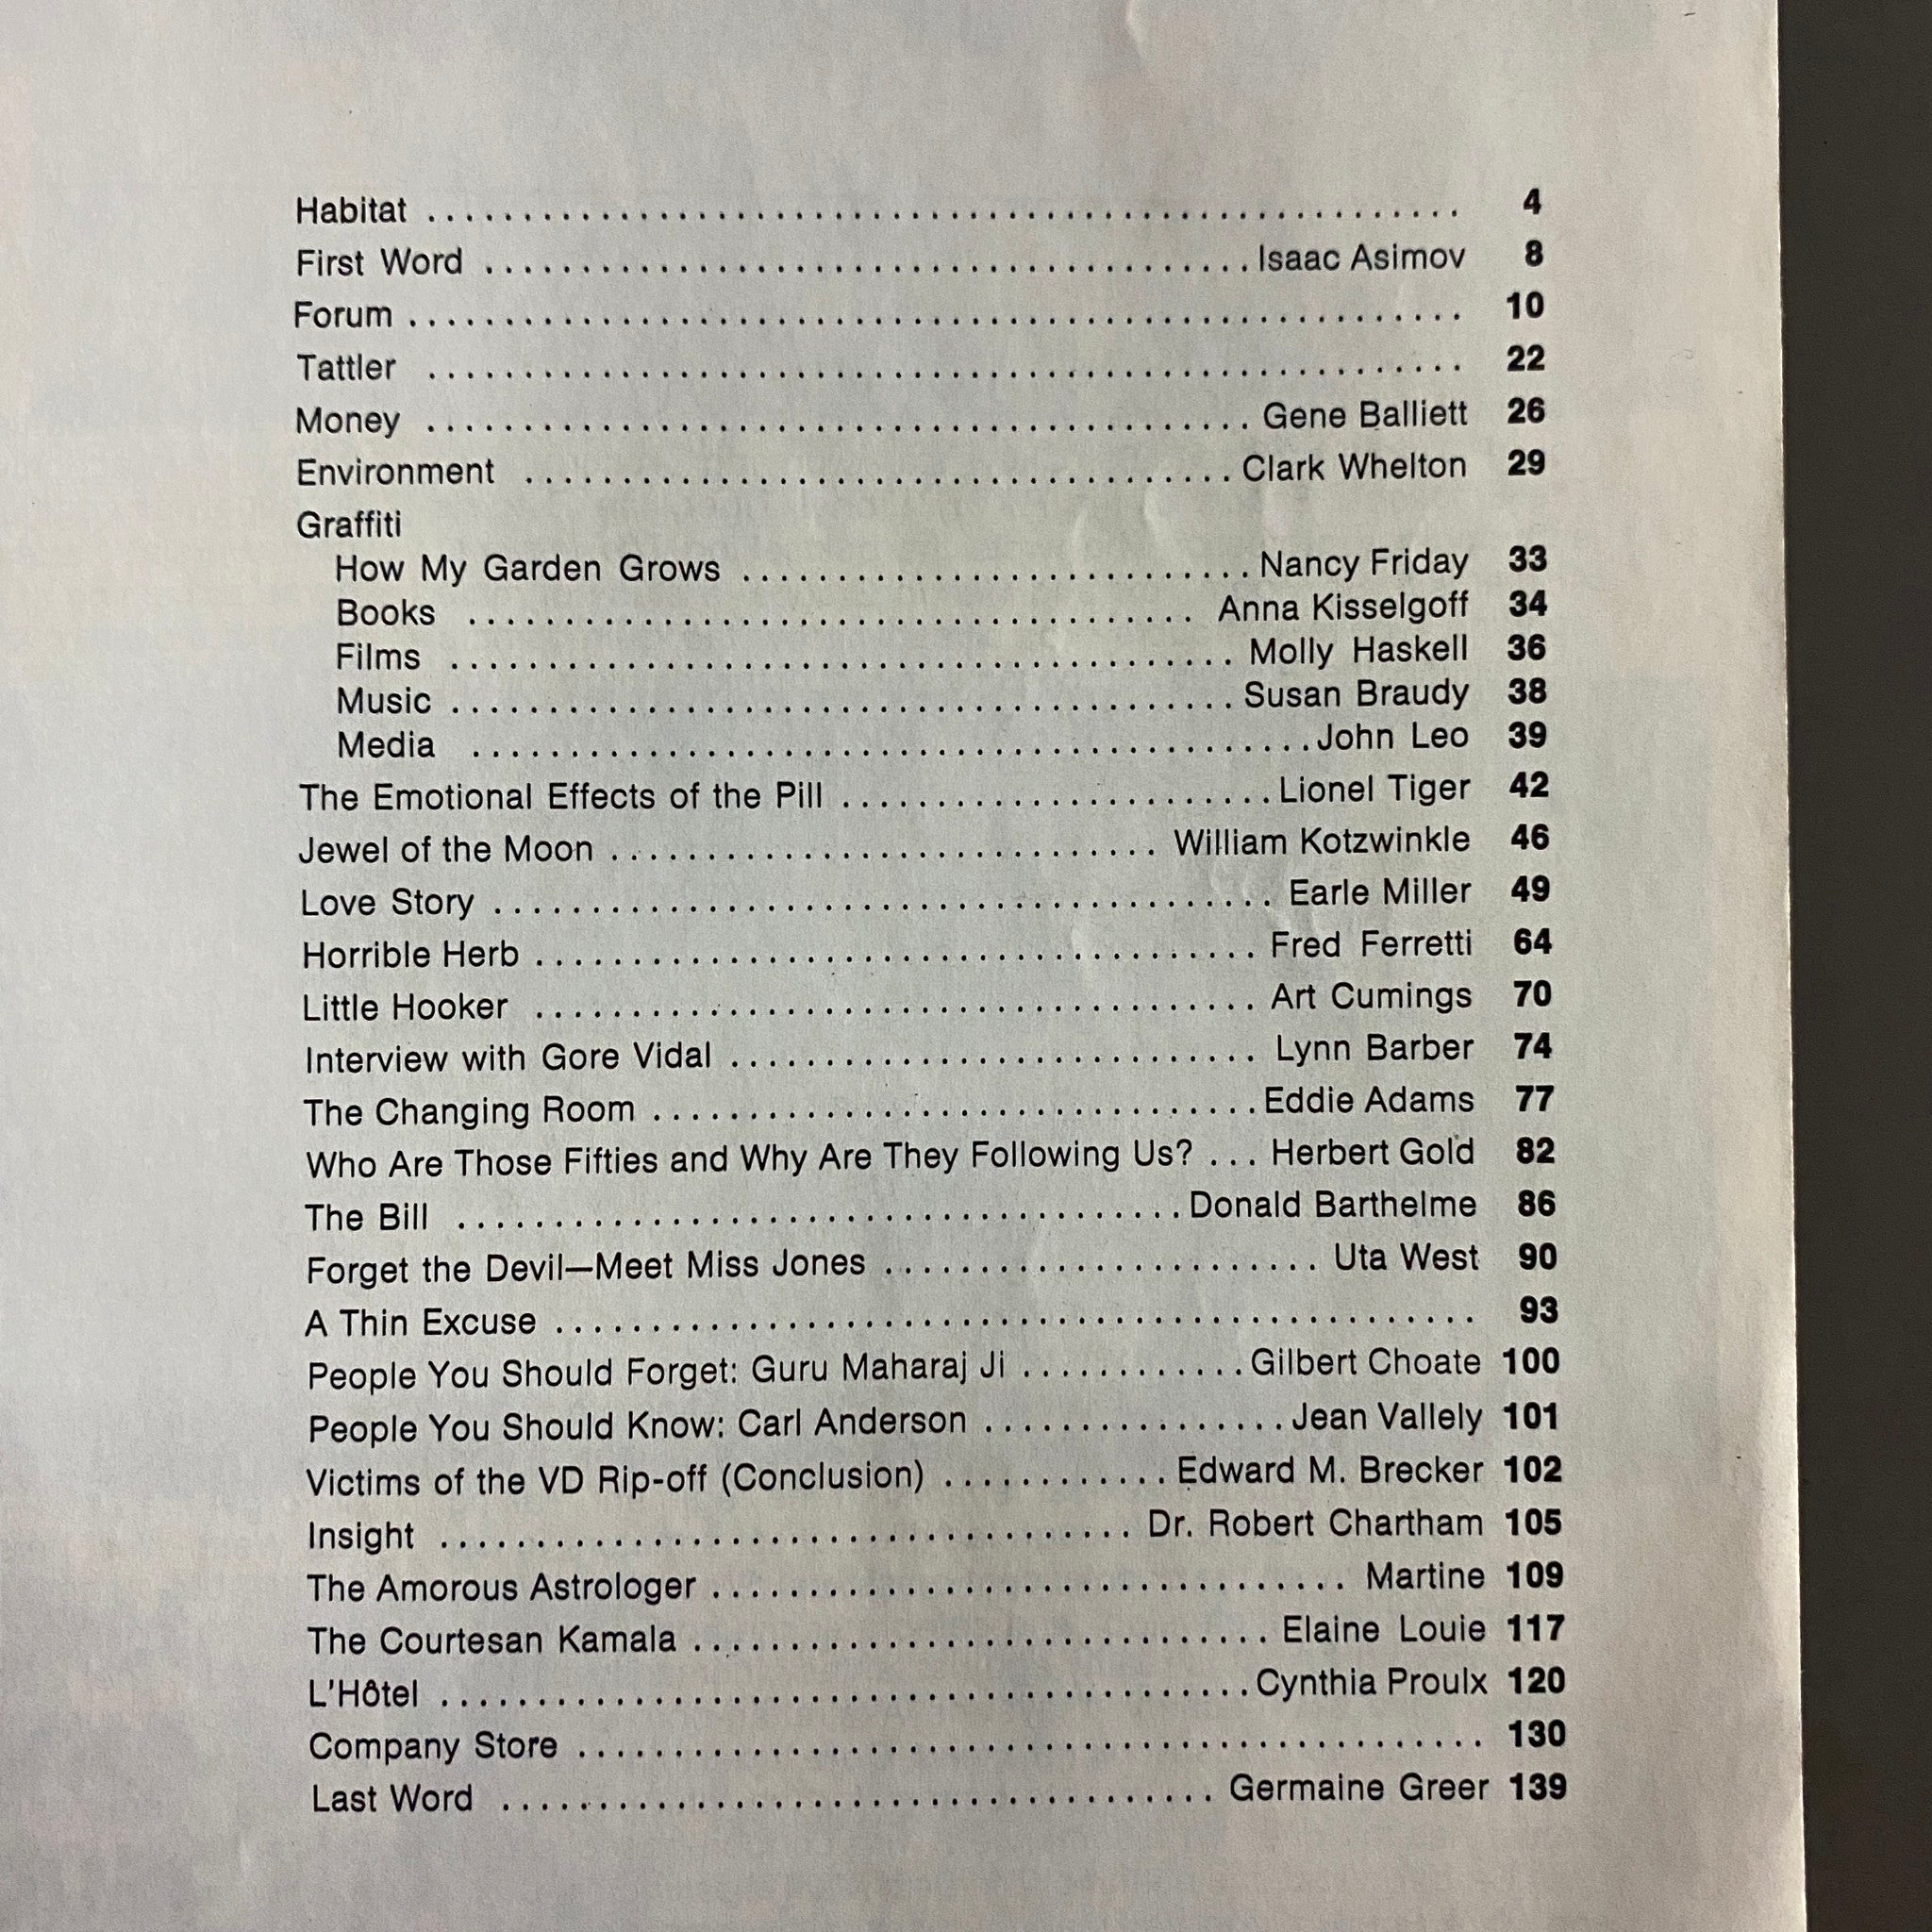 Habitat .................... 4
First Word .................... Isaac Asimov 8
Forum .................... 10
Tattler .................... 22
Money .................... Gene Balliett 26
Environment .................... Clark Whelton 29
Graffiti
How My Garden Grows .................... Nancy Friday 33
Books .................... Anna Kisselgoff 34
Films .................... Molly Haskell 36
Music .................... Susan Braudy 38
Media .................... John Leo 39
The Emotional Effects of the Pill .................... Lionel Tiger 42
Jewel of the Moon .................... William Kotzwinkle 46
Love Story .................... Earle Miller 49
Horrible Herb .................... Fred Ferretti 64
Little Hooker .................... Art Cumings 70
Interview with Gore Vidal .................... Lynn Barber 74
The Changing Room .................... Eddie Adams 77
Who Are Those Fifties and Why Are They Following Us? ... Herbert Gold 82
The Bill .................... Donald Barthelme 86
Forget the Devil—Meet Miss Jones .................... Uta West 90
A Thin Excuse .................... 93
People You Should Forget: Guru Maharaj Ji ............ Gilbert Choate 100
People You Should Know: Carl Anderson ................ Jean Vallely 101
Victims of the VD Rip-off (Conclusion) ............ Edward M. Brecker 102
Insight .................... Dr. Robert Chartham 105
The Amorous Astrologer .................... Martine 109
The Courtesan Kamala .................... Elaine Louie 117
L'Hôtel .................... Cynthia Proulx 120
Company Store .................... 130
Last Word .................... Germaine Greer 139